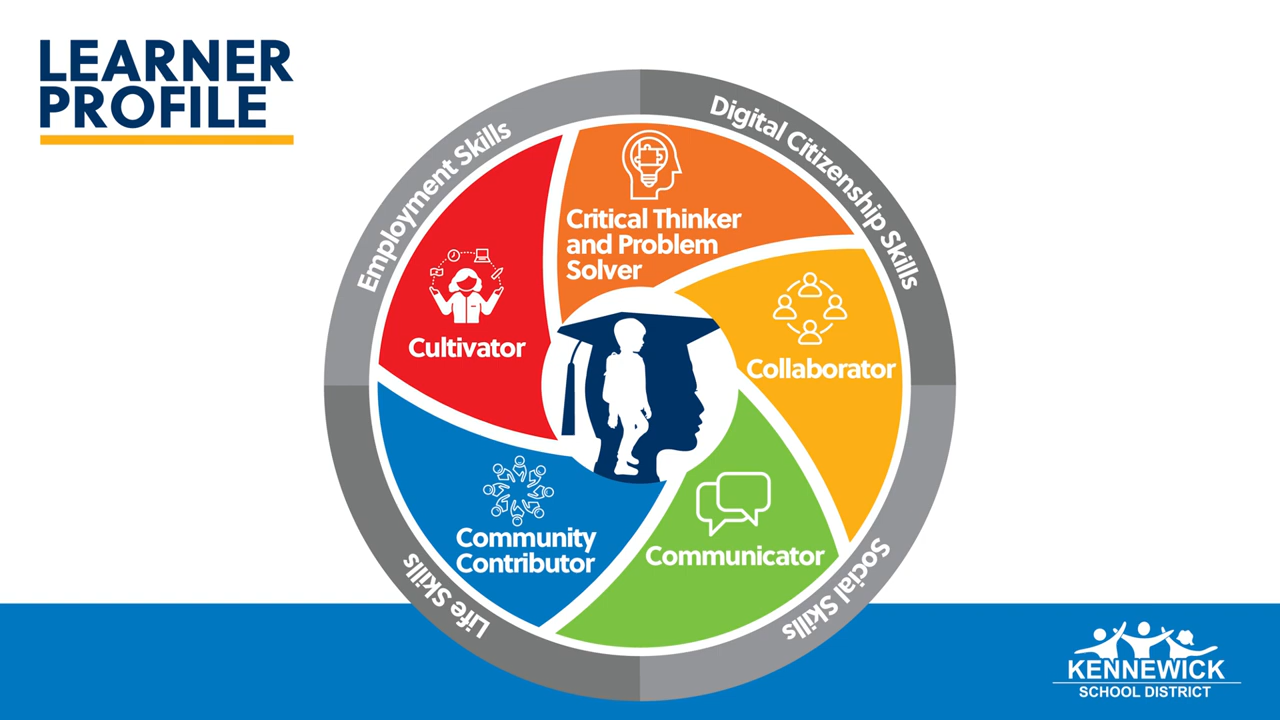 LEARNER
PROFILE
Employment Skills
Digital Citizenship Skills
Critical Thinker
and Problem
Solver
Cultivator
Collaborator
Community
Contributor
Communicator
Life Skills
Social Skills
KENNEWICK
SCHOOL DISTRICT